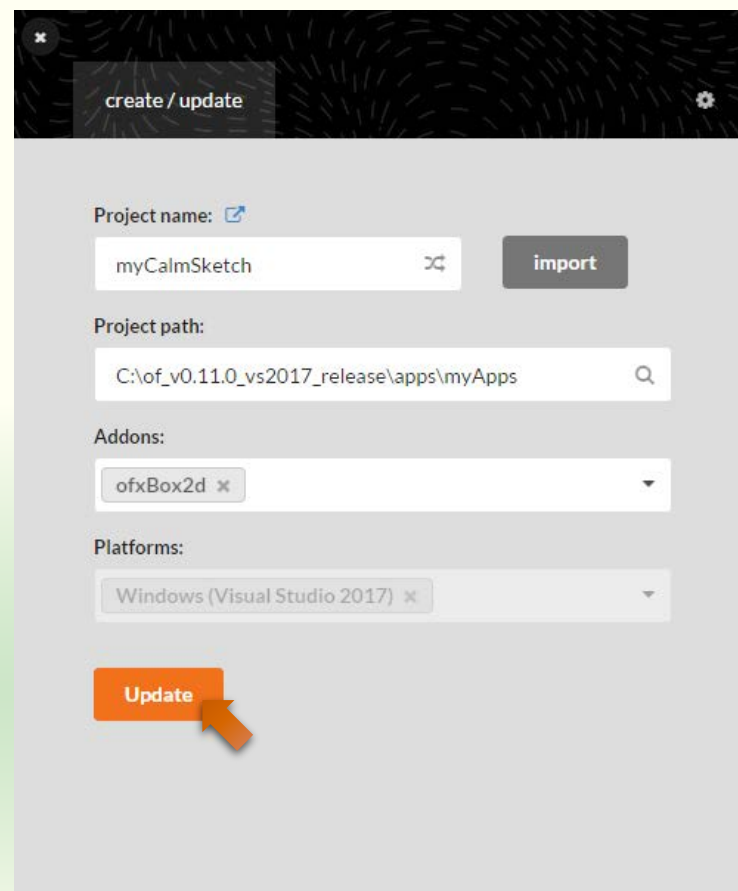 create / update
Project name:
myCalmSketch
import
Project path:
C:\of_v0.11.0_vs2017_release\apps\myApps
Addons:
ofxBox2d
Platforms:
Windows (Visual Studio 2017)
Update